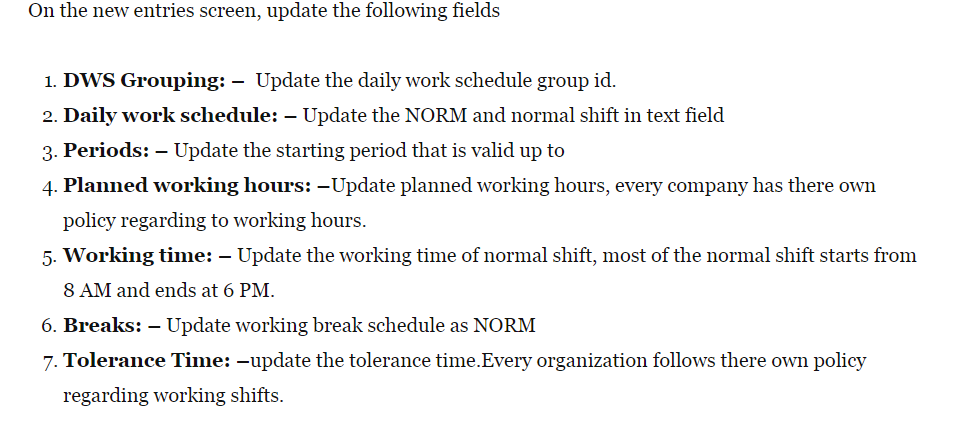 On the new entries screen, update the following fields
1. DWS Grouping: – Update the daily work schedule group id.
2. Daily work schedule: – Update the NORM and normal shift in text field
3. Periods: – Update the starting period that is valid up to
4. Planned working hours: –Update planned working hours, every company has there own
policy regarding to working hours.
5. Working time: – Update the working time of normal shift, most of the normal shift starts from
8 AM and ends at 6 PM.
6. Breaks: – Update working break schedule as NORM
7. Tolerance Time: –update the tolerance time.Every organization follows there own policy
regarding working shifts.